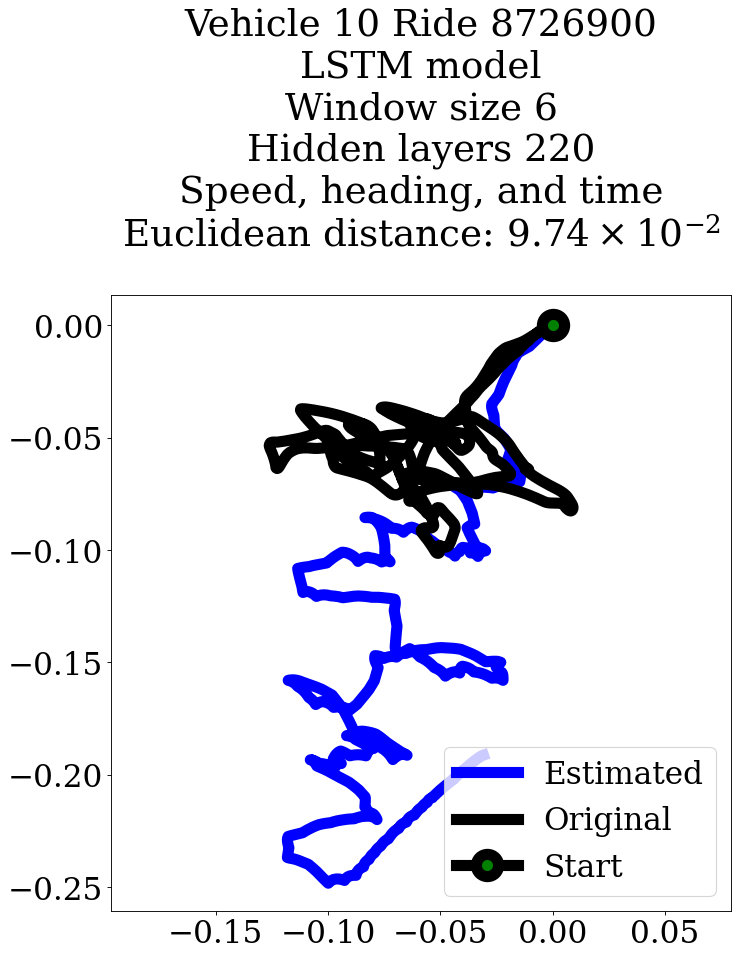 Vehicle 10 Ride 8726900
LSTM model
Window size 6
Hidden layers 220
Speed, heading, and time
Euclidean distance: 9.74 × 10⁻²
0.00
−0.05
−0.10
−0.15
−0.20
−0.25
Estimated
Original
Start
−0.15 −0.10 −0.05 0.00 0.05